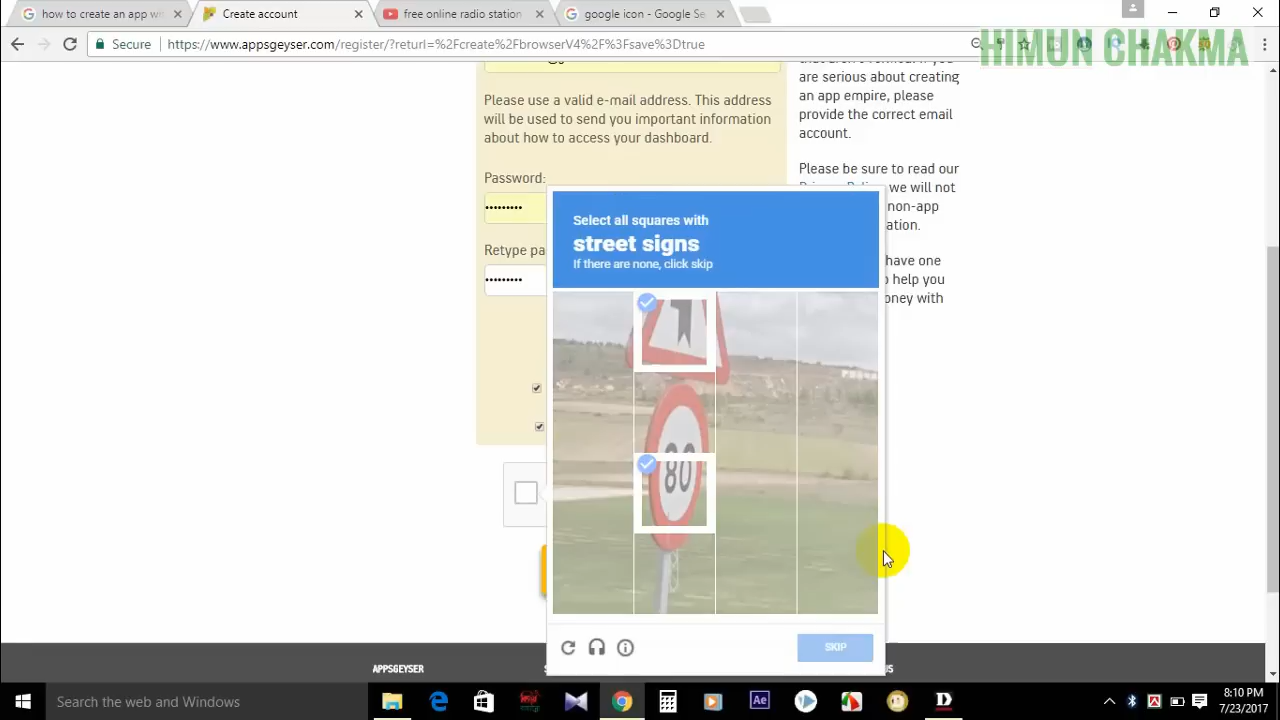 how to create an app wi
Create account
free online radio station
google icon - Google Se
Secure
https://www.appsgeyser.com/register/?returl=%2Fcreate%2FbrowserV4%2F%3Fsave%3Dtrue
HIMUN CHAKMA
are serious about creating
an app empire, please
provide the correct email
account.
Please use a valid e-mail address. This address
will be used to send you important information
about how to access your dashboard.
Please be sure to read our
we will not
non-app
ation.
have one
o help you
oney with
Password:
•••••••••
Retype pa
•••••••••
Select all squares with
street signs
If there are none, click skip
80
SKIP
APPSGEYSER
US
Search the web and Windows
Ae
D
8:10 PM
7/23/2017